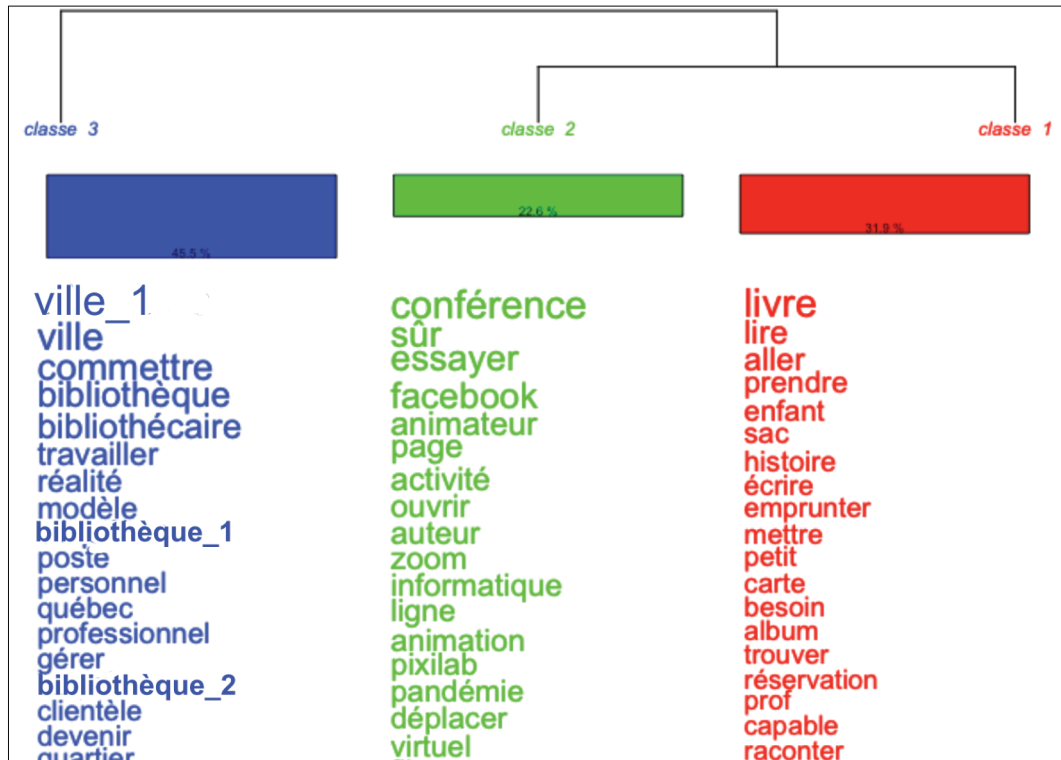 classe 3
classe 2
classe 1
45.5 %
22.6 %
31.9 %
ville_1
ville
commettre
bibliothèque
bibliothécaire
travailler
réalité
modèle
bibliothèque_1
poste
personnel
québec
professionnel
gérer
bibliothèque_2
clientèle
devenir
quartier
conférence
sûr
essayer
facebook
animateur
page
activité
ouvrir
auteur
zoom
informatique
ligne
animation
pixilab
pandémie
déplacer
virtuel
livre
lire
aller
prendre
enfant
sac
histoire
écrire
emprunter
mettre
petit
carte
besoin
album
trouver
réservation
prof
capable
raconter